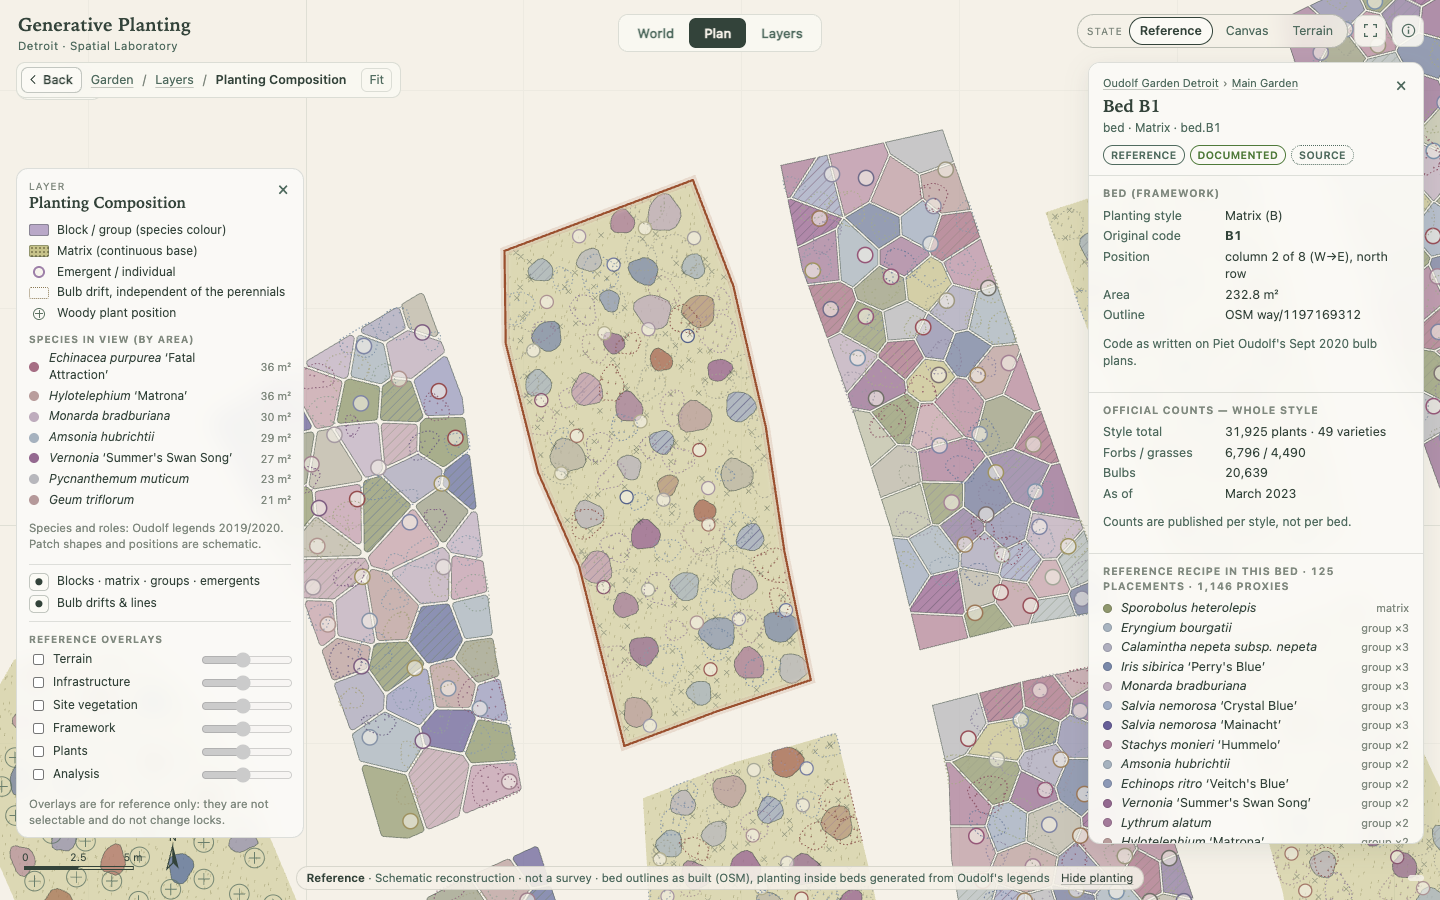 Generative Planting
Detroit · Spatial Laboratory
World Plan Layers
STATE Reference Canvas Terrain
Back Garden / Layers / Planting Composition Fit
LAYER
Planting Composition
Block / group (species colour)
Matrix (continuous base)
Emergent / individual
Bulb drift, independent of the perennials
Woody plant position
SPECIES IN VIEW (BY AREA)
Echinacea purpurea ‘Fatal
Attraction’ 36 m²
Hylotelephium ‘Matrona’ 36 m²
Monarda bradburiana 30 m²
Amsonia hubrichtii 29 m²
Vernonia ‘Summer's Swan Song’ 27 m²
Pycnanthemum muticum 23 m²
Geum triflorum 21 m²
Species and roles: Oudolf legends 2019/2020.
Patch shapes and positions are schematic.
Blocks · matrix · groups · emergents
Bulb drifts & lines
REFERENCE OVERLAYS
Terrain
Infrastructure
Site vegetation
Framework
Plants
Analysis
Overlays are for reference only: they are not
selectable and do not change locks.
N
0 2.5 5 m
Oudolf Garden Detroit › Main Garden
Bed B1
bed · Matrix · bed.B1
REFERENCE DOCUMENTED SOURCE
BED (FRAMEWORK)
Planting style Matrix (B)
Original code B1
Position column 2 of 8 (W→E), north
row
Area 232.8 m²
Outline OSM way/1197169312
Code as written on Piet Oudolf's Sept 2020 bulb
plans.
OFFICIAL COUNTS — WHOLE STYLE
Style total 31,925 plants · 49 varieties
Forbs / grasses 6,796 / 4,490
Bulbs 20,639
As of March 2023
Counts are published per style, not per bed.
REFERENCE RECIPE IN THIS BED · 125
PLACEMENTS · 1,146 PROXIES
Sporobolus heterolepis matrix
Eryngium bourgatii group ×3
Calamintha nepeta subsp. nepeta group ×3
Iris sibirica ‘Perry's Blue’ group ×3
Monarda bradburiana group ×3
Salvia nemorosa ‘Crystal Blue’ group ×3
Salvia nemorosa ‘Mainacht’ group ×3
Stachys monieri ‘Hummelo’ group ×2
Amsonia hubrichtii group ×2
Echinops ritro ‘Veitch's Blue’ group ×2
Vernonia ‘Summer's Swan Song’ group ×2
Lythrum alatum group ×2
Hylotelephium ‘Matrona’ group ×2
Reference · Schematic reconstruction · not a survey · bed outlines as built (OSM), planting inside beds generated from Oudolf's legends Hide planting